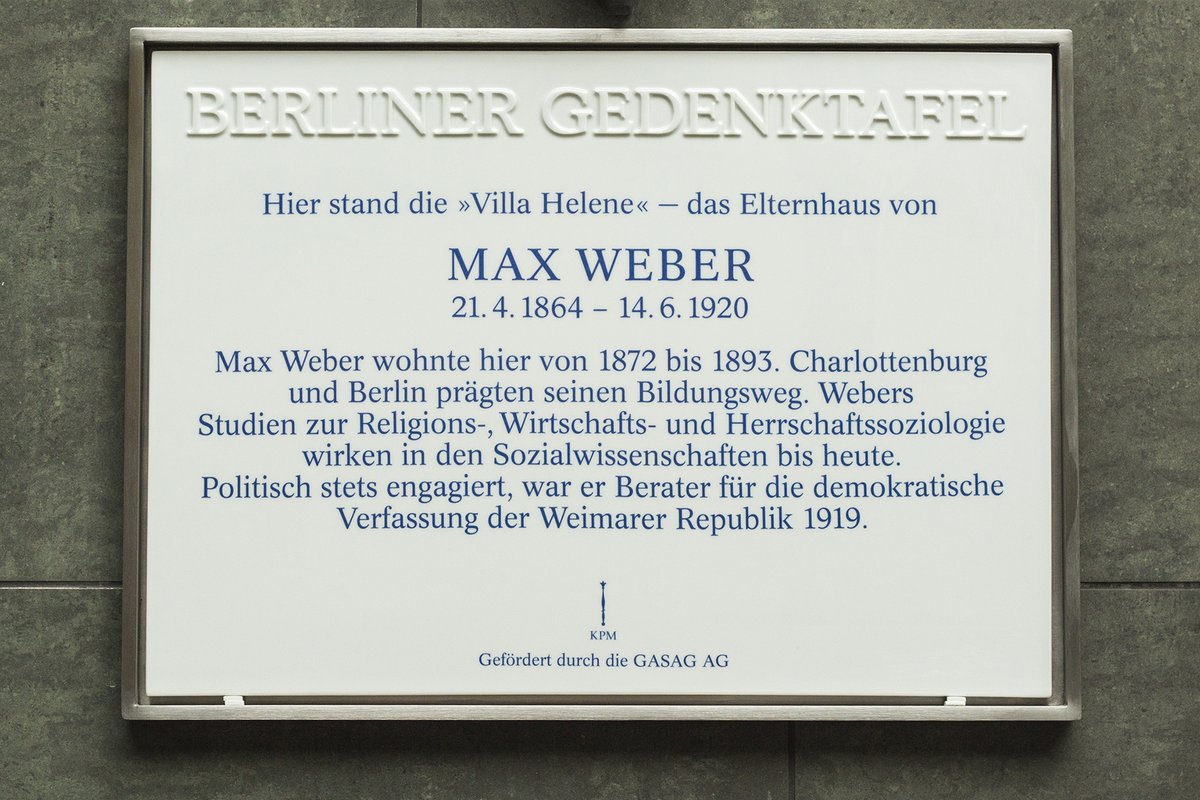 BERLINER GEDENKTAFEL
Hier stand die »Villa Helene« – das Elternhaus von
MAX WEBER
21. 4. 1864 – 14. 6. 1920
Max Weber wohnte hier von 1872 bis 1893. Charlottenburg
und Berlin prägten seinen Bildungsweg. Webers
Studien zur Religions-, Wirtschafts- und Herrschaftssoziologie
wirken in den Sozialwissenschaften bis heute.
Politisch stets engagiert, war er Berater für die demokratische
Verfassung der Weimarer Republik 1919.
KPM
Gefördert durch die GASAG AG